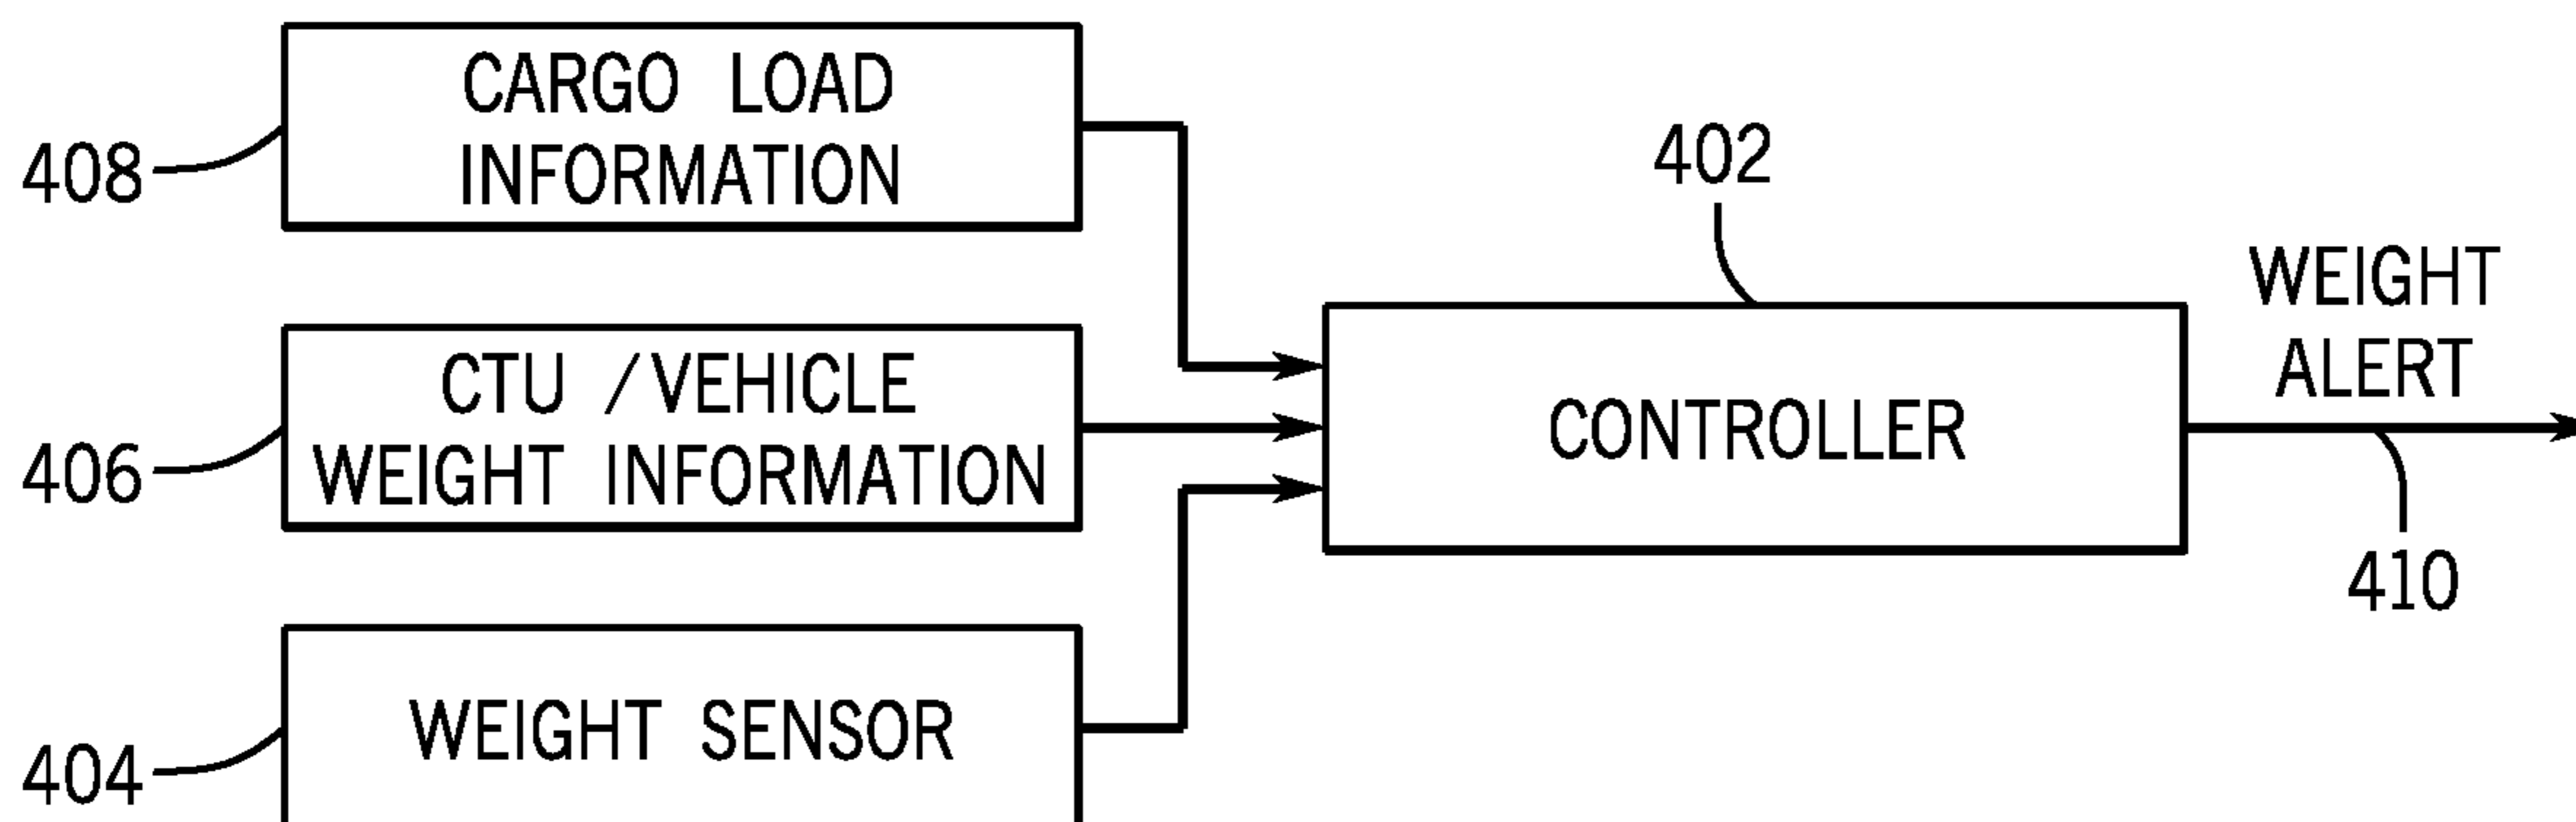 CARGO LOAD
INFORMATION
408
CTU /VEHICLE
WEIGHT INFORMATION
406
WEIGHT SENSOR
404
402
CONTROLLER
WEIGHT
ALERT
410